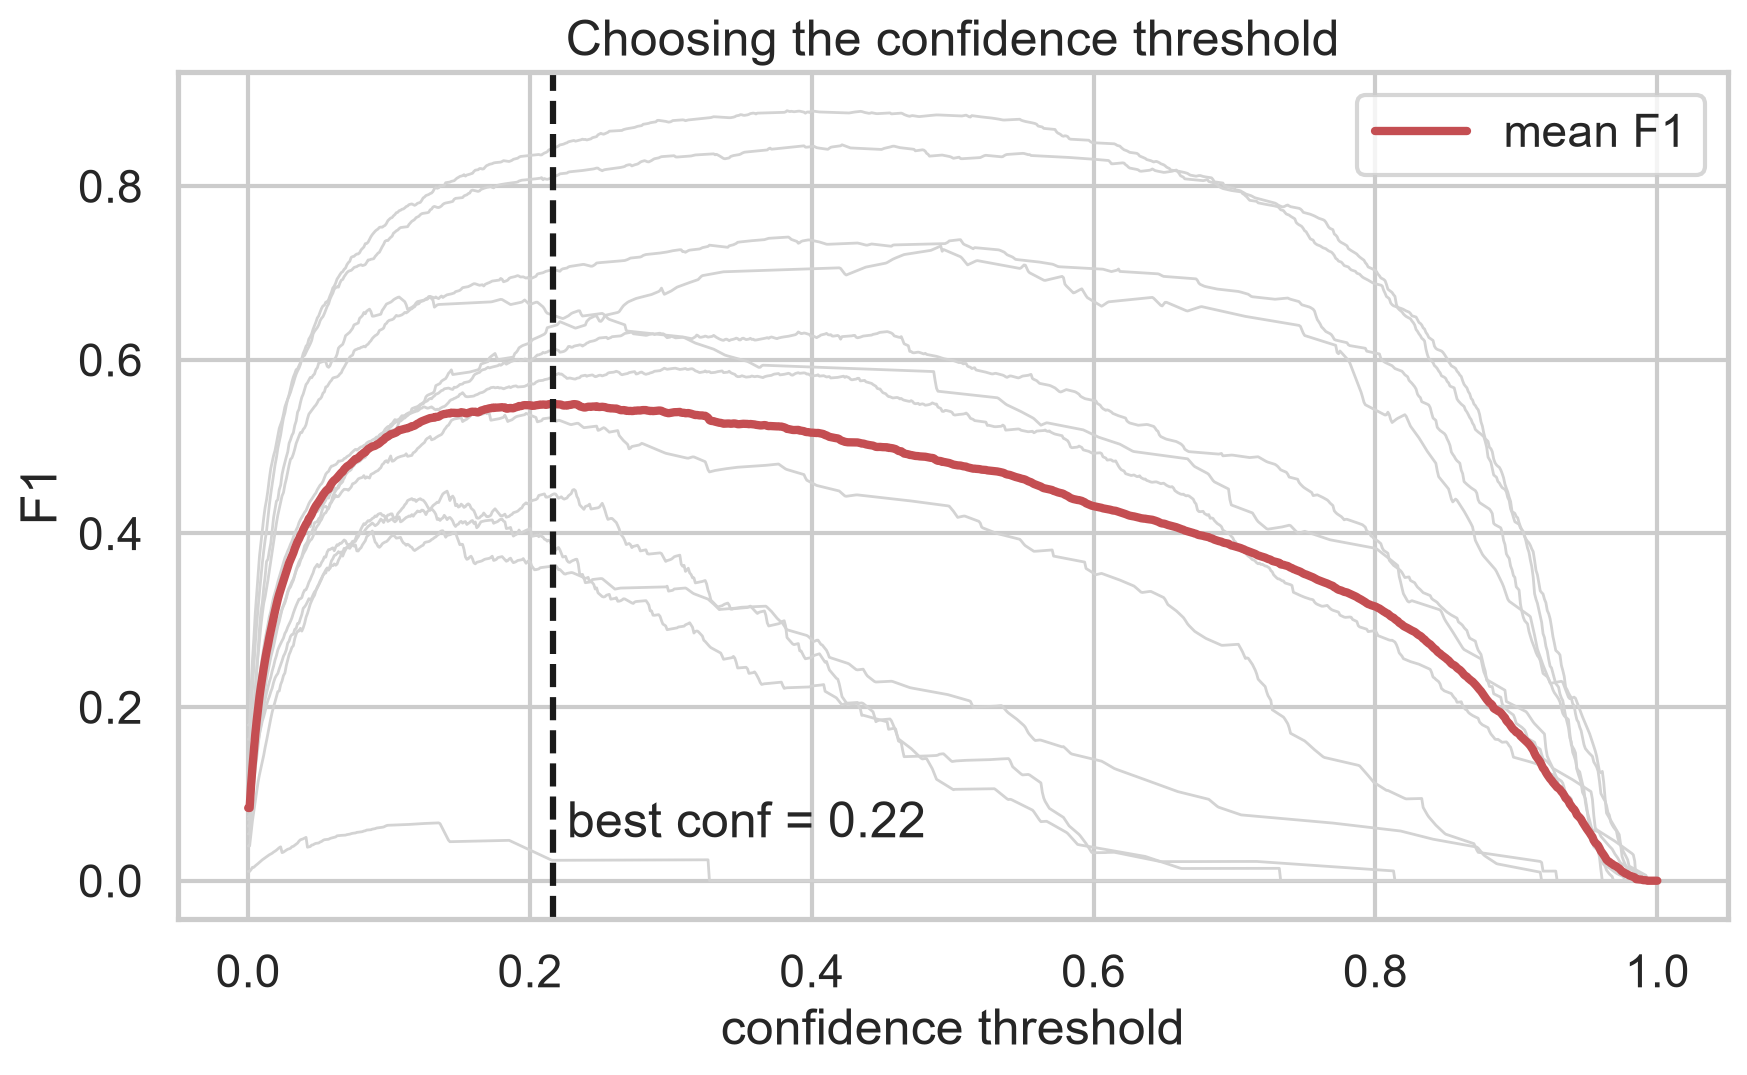 Choosing the confidence threshold
mean F1
F1
0.8
0.6
0.4
0.2
0.0
best conf = 0.22
0.0 0.2 0.4 0.6 0.8 1.0
confidence threshold